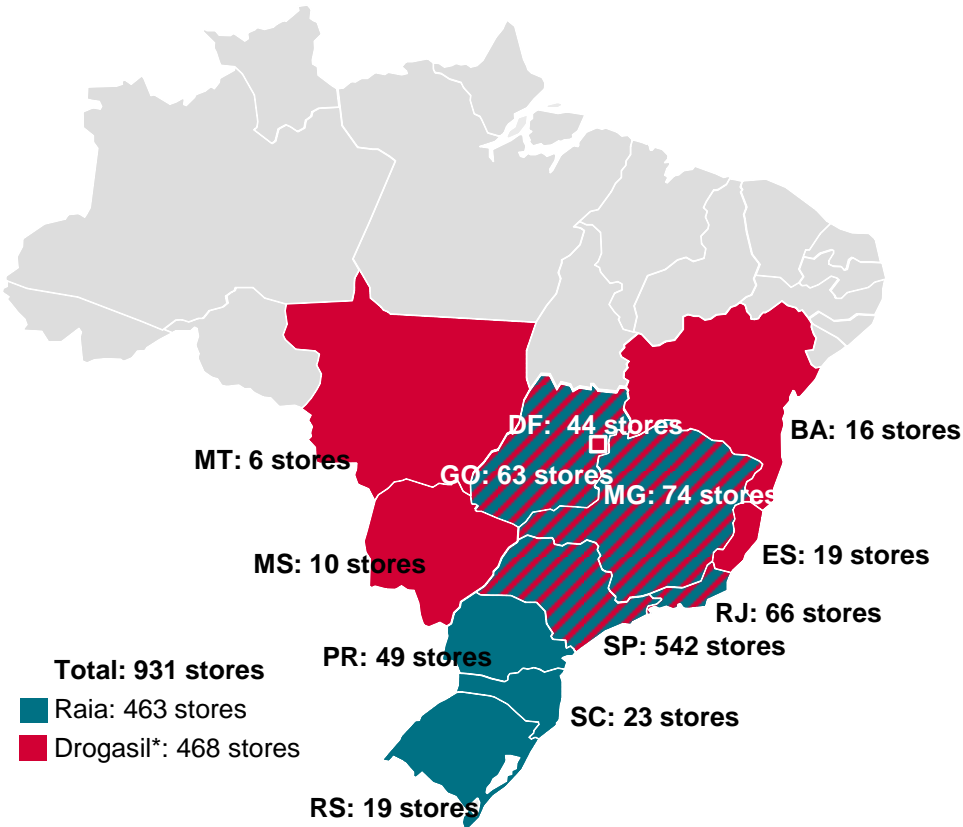 DF:  44 stores
BA: 16 stores
MT: 6 stores
GO: 63 stores
MG: 74 stores
ES: 19 stores
MS: 10 stores
RJ: 66 stores
SP: 542 stores
PR: 49 stores
Total: 931 stores
Raia: 463 stores
SC: 23 stores
Drogasil*: 468 stores
RS: 19 stores